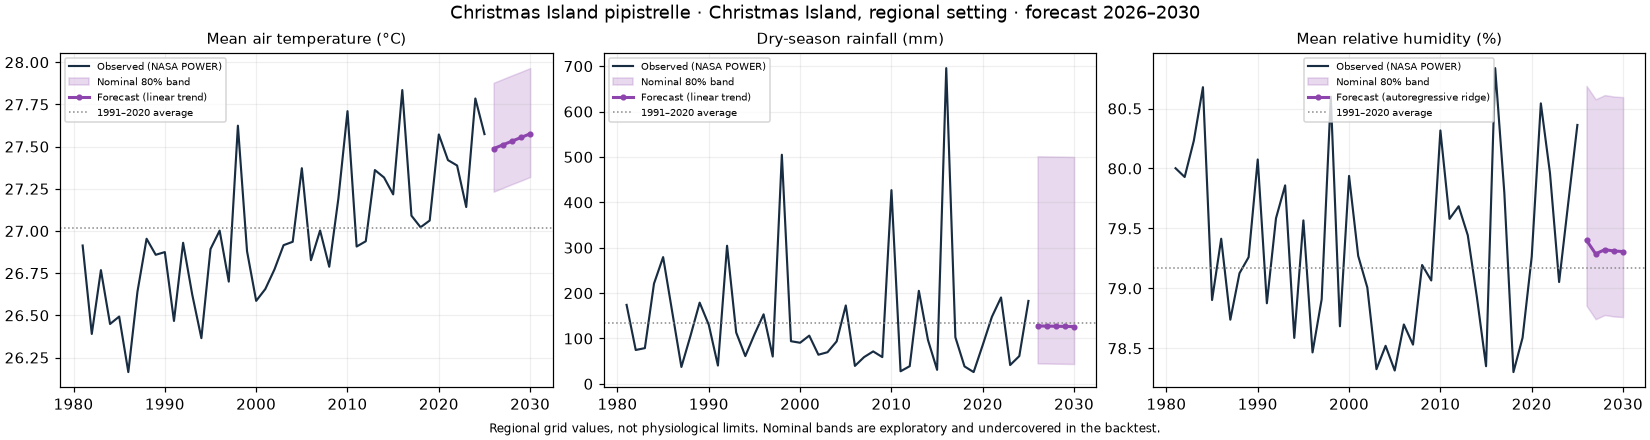 Christmas Island pipistrelle · Christmas Island, regional setting · forecast 2026–2030
Mean air temperature (°C)
28.00
27.75
27.50
27.25
27.00
26.75
26.50
26.25
1980
1990
2000
2010
2020
2030
Observed (NASA POWER)
Nominal 80% band
Forecast (linear trend)
1991–2020 average
Dry-season rainfall (mm)
700
600
500
400
300
200
100
0
1980
1990
2000
2010
2020
2030
Observed (NASA POWER)
Nominal 80% band
Forecast (linear trend)
1991–2020 average
Mean relative humidity (%)
80.5
80.0
79.5
79.0
78.5
1980
1990
2000
2010
2020
2030
Observed (NASA POWER)
Nominal 80% band
Forecast (autoregressive ridge)
1991–2020 average
Regional grid values, not physiological limits. Nominal bands are exploratory and undercovered in the backtest.